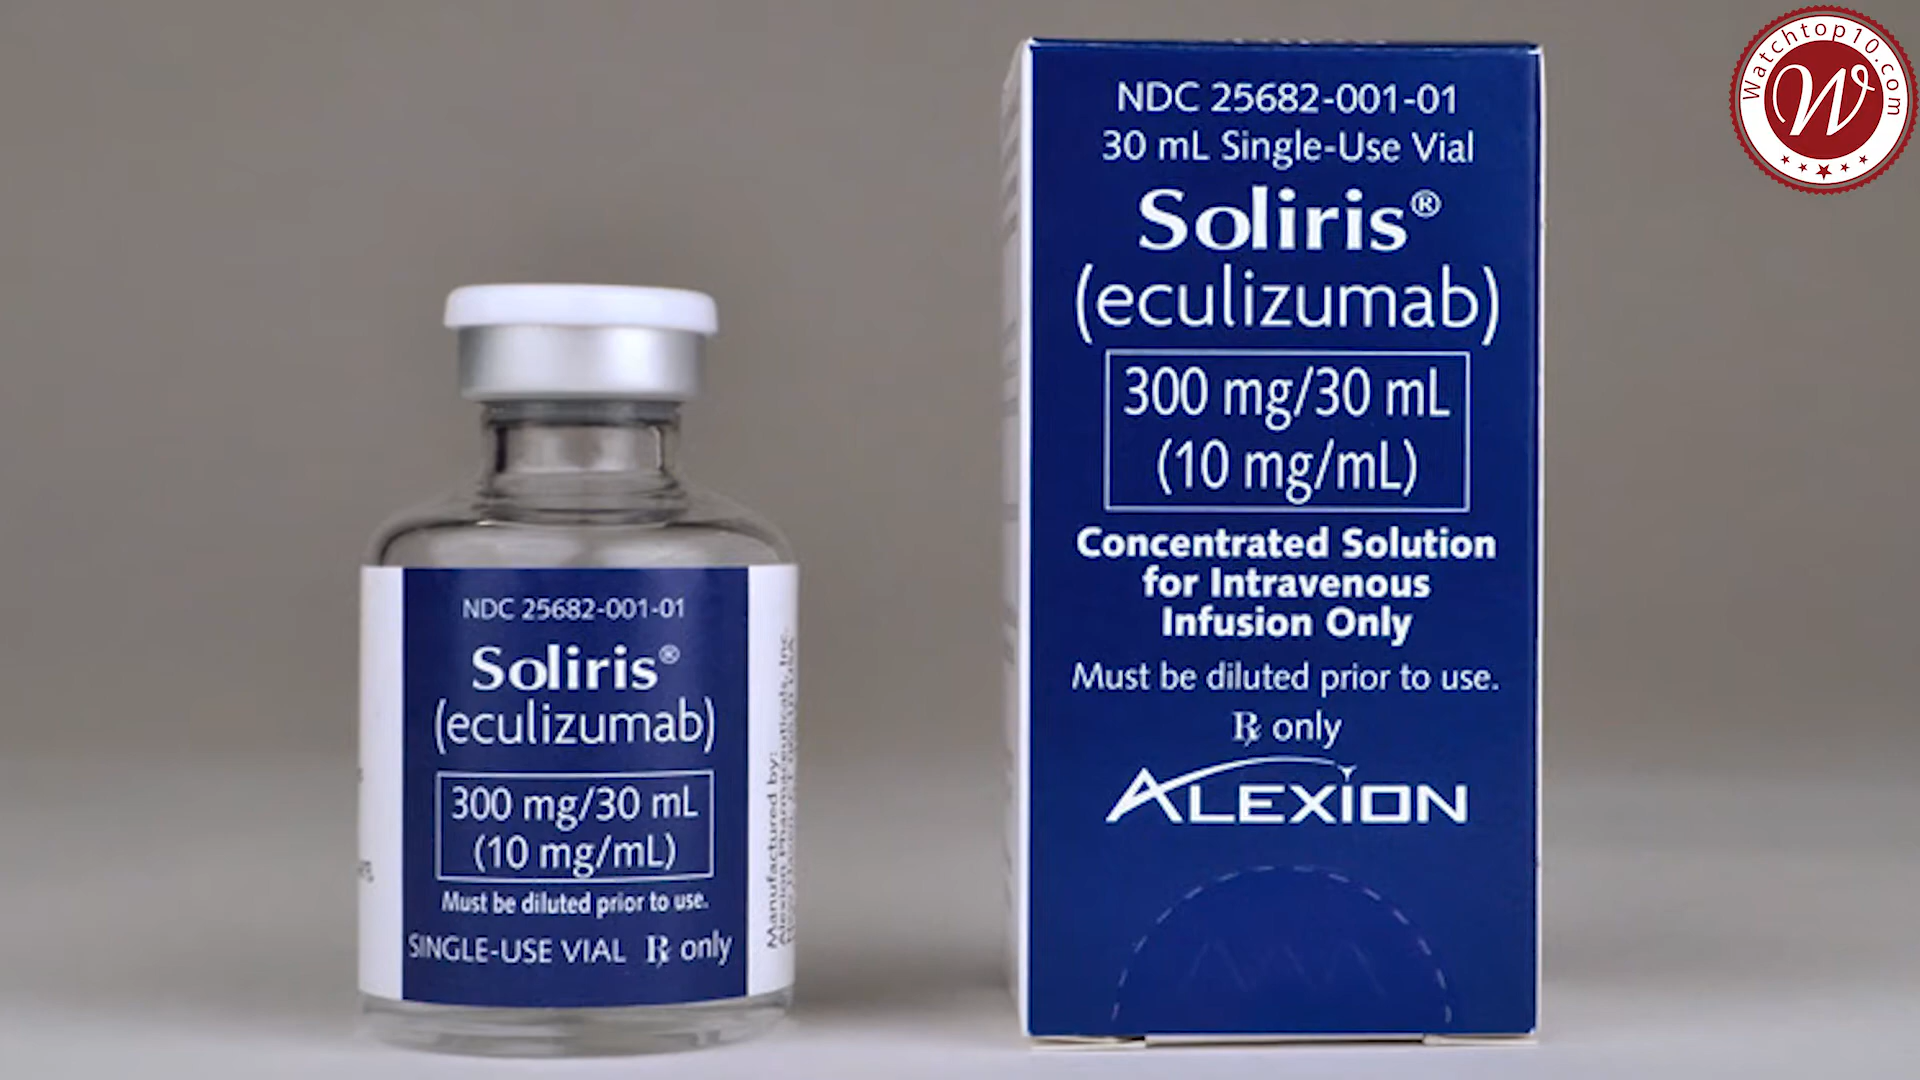 NDC 25682-001-01
Soliris®
(eculizumab)
300 mg/30 mL
(10 mg/mL)
Must be diluted prior to use.
SINGLE-USE VIAL ℞ only
Manufactured by:
Alexion Pharmaceuticals, Inc.
NDC 25682-001-01
30 mL Single-Use Vial
Soliris®
(eculizumab)
300 mg/30 mL
(10 mg/mL)
Concentrated Solution
for Intravenous
Infusion Only
Must be diluted prior to use.
℞ only
ALEXION
Watchtop10.com
W